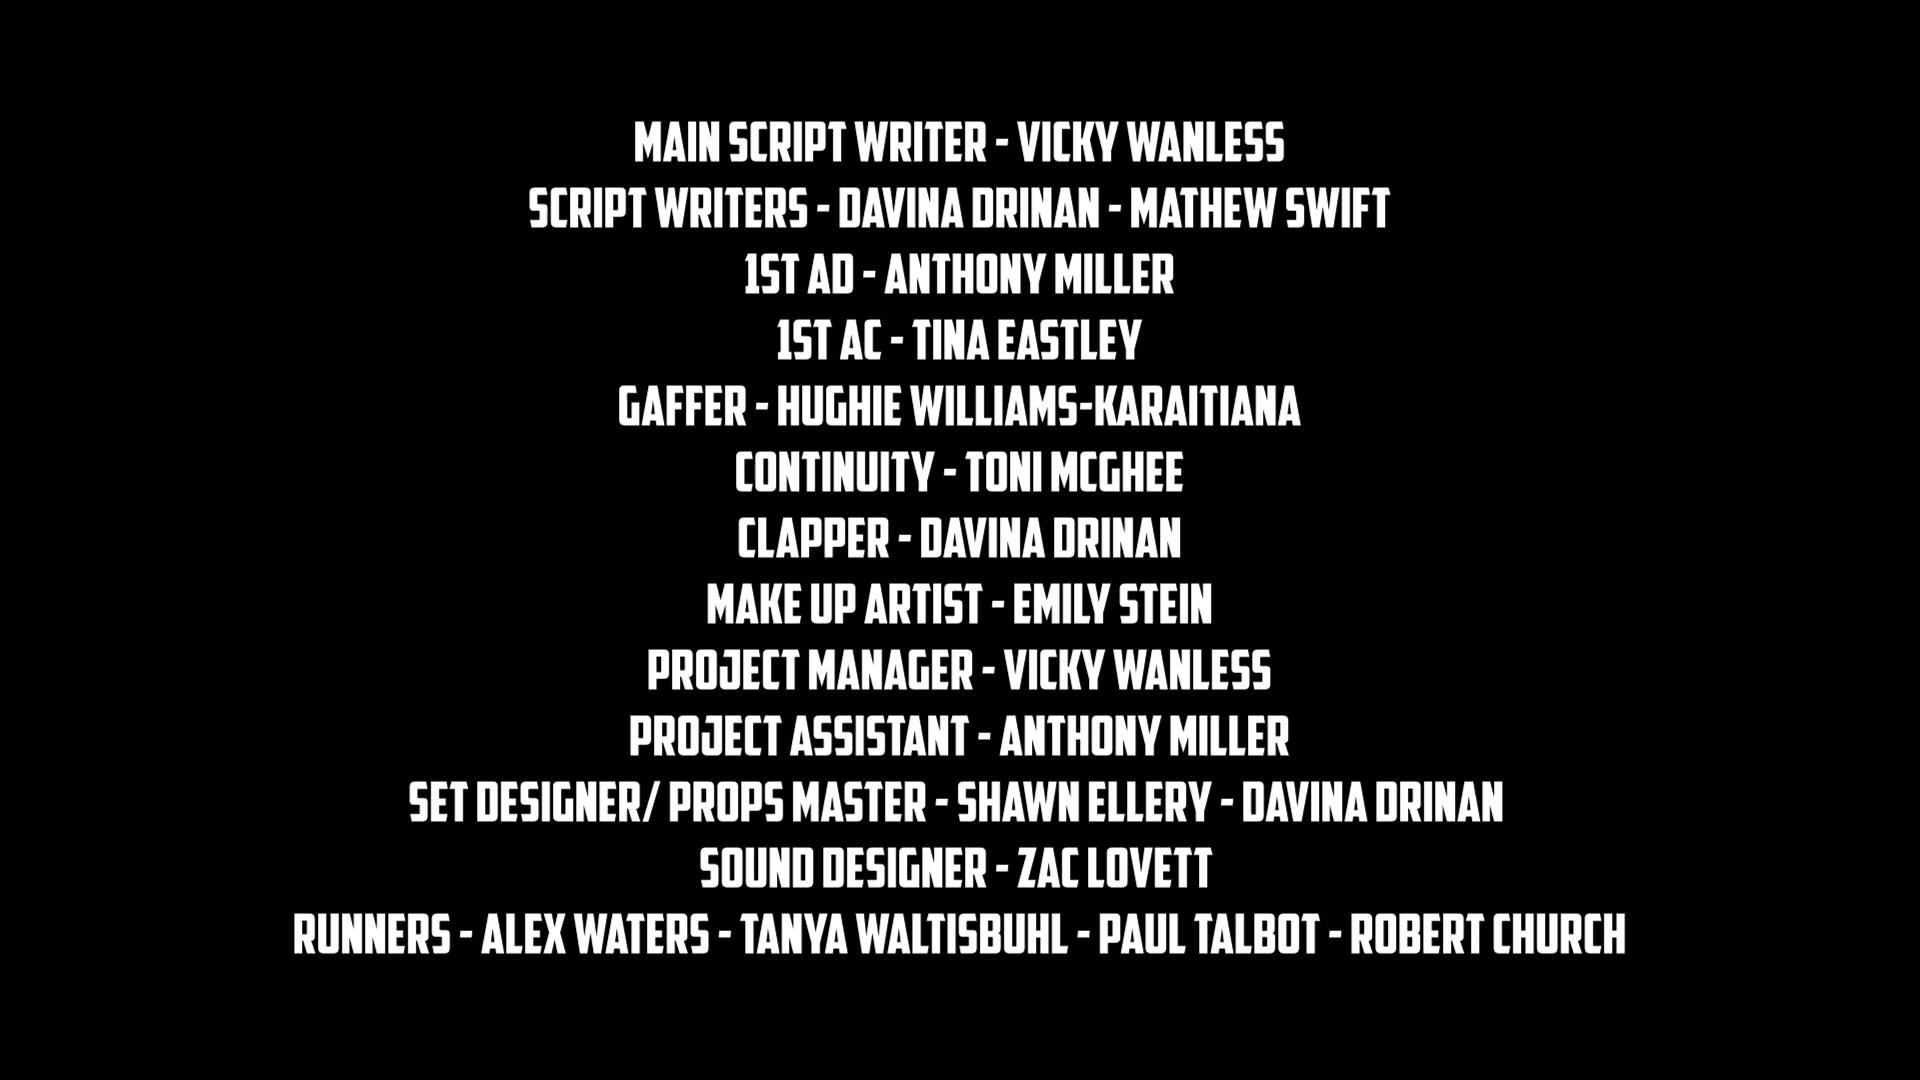 MAIN SCRIPT WRITER - VICKY WANLESS
SCRIPT WRITERS - DAVINA DRINAN - MATHEW SWIFT
1ST AD - ANTHONY MILLER
1ST AC - TINA EASTLEY
GAFFER - HUGHIE WILLIAMS-KARAITIANA
CONTINUITY - TONI MCGHEE
CLAPPER - DAVINA DRINAN
MAKE UP ARTIST - EMILY STEIN
PROJECT MANAGER - VICKY WANLESS
PROJECT ASSISTANT - ANTHONY MILLER
SET DESIGNER/ PROPS MASTER - SHAWN ELLERY - DAVINA DRINAN
SOUND DESIGNER - ZAC LOVETT
RUNNERS - ALEX WATERS - TANYA WALTISBUHL - PAUL TALBOT - ROBERT CHURCH